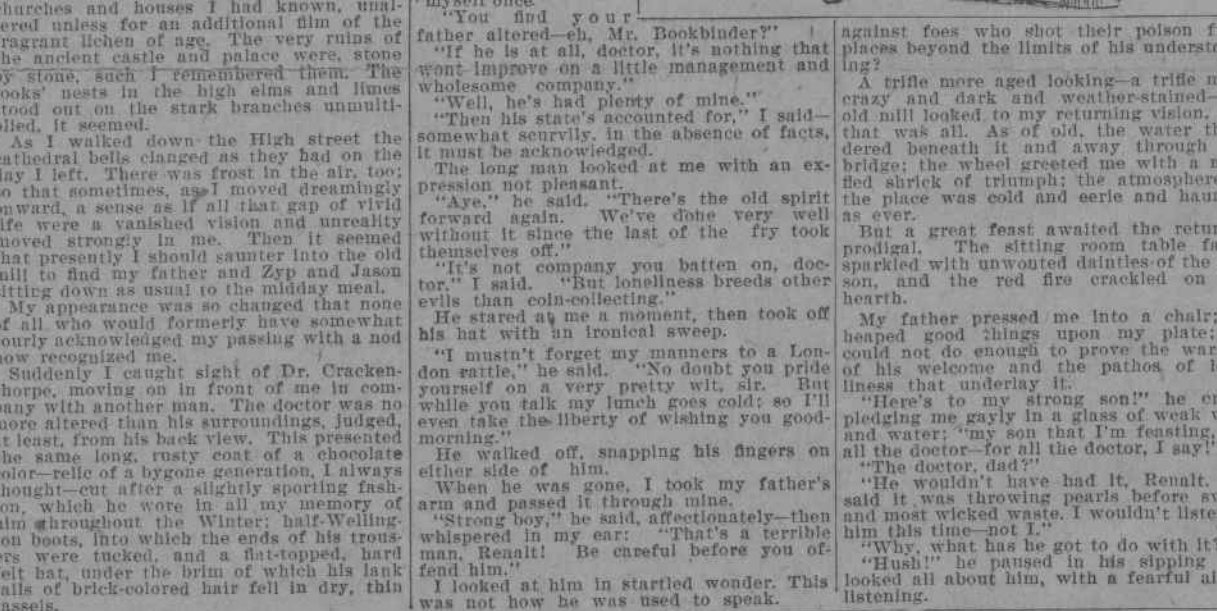 churches and houses I had known, unal-
ered unless for an additional film of the
ragrant lichen of age. The very ruins of
he ancient castle and palace were, stone
by stone, such I remembered them. The
ooks' nests in the high elms and limes
tood out on the stark branches unmulti-
plied, it seemed.
As I walked down the High street the
cathedral bells clanged as they had on the
day I left. There was frost in the air, too;
so that sometimes, as I moved dreamingly
onward, a sense as if all that gap of vivid
life were a vanished vision and unreality
moved strongly in me. Then it seemed
that presently I should saunter into the old
mill to find my father and Zyp and Jason
sitting down as usual to the midday meal.
My appearance was so changed that none
of all who would formerly have somewhat
sourly acknowledged my passing with a nod
now recognized me.
Suddenly I caught sight of Dr. Cracken-
thorpe, moving on in front of me in com-
pany with another man. The doctor was no
more altered than his surroundings, judged,
at least, from his back view. This presented
the same long, rusty coat of a chocolate
color—relic of a bygone generation, I always
thought—cut after a slightly sporting fash-
ion, which he wore in all my memory of
him throughout the Winter; half-Welling-
ton boots, into which the ends of his trous-
ers were tucked, and a flat-topped, hard
felt hat, under the brim of which his lank
tails of brick-colored hair fell in dry, thin
tassels.
myself once
"You find your
father altered—eh, Mr. Bookbinder?"
"If he is at all, doctor, it's nothing that
wont improve on a little management and
wholesome company."
"Well, he's had plenty of mine."
"Then his state's accounted for," I said—
somewhat scurvily, in the absence of facts,
it must be acknowledged.
The long man looked at me with an ex-
pression not pleasant.
"Aye," he said. "There's the old spirit
forward again. We've done very well
without it since the last of the fry took
themselves off."
"It's not company you batten on, doc-
tor." I said. "But loneliness breeds other
evils than coin-collecting."
He stared at me a moment, then took off
his hat with an ironical sweep.
"I mustn't forget my manners to a Lon-
don rattle," he said. "No doubt you pride
yourself on a very pretty wit, sir. But
while you talk my lunch goes cold; so I'll
even take the liberty of wishing you good-
morning."
He walked off, snapping his fingers on
either side of him.
When he was gone, I took my father's
arm and passed it through mine.
"Strong boy," he said, affectionately—then
whispered in my ear: "That's a terrible
man, Renalt! Be careful before you of-
fend him."
I looked at him in startled wonder. This
was not how he was used to speak.
against foes who shot their poison f
places beyond the limits of his underst
ing?
A trifle more aged looking—a trifle m
crazy and dark and weather-stained—
old mill looked to my returning vision,
that was all. As of old, the water th
dered beneath it and away through
bridge; the wheel greeted me with a m
fled shriek of triumph; the atmosphere
the place was cold and eerie and haun
as ever.
But a great feast awaited the retur
prodigal. The sitting room table fa
sparkled with unwonted dainties of the
son, and the red fire crackled on
hearth.
My father pressed me into a chair;
heaped good things upon my plate;
could not do enough to prove the war
of his welcome and the pathos of l
liness that underlay it.
"Here's to my strong son!" he cr
pledging me gayly in a glass of weak w
and water; "my son that I'm feasting,
all the doctor—for all the doctor, I say!"
"The doctor, dad?"
"He wouldn't have had it, Renalt.
said it was throwing pearls before sw
and most wicked waste. I wouldn't liste
him this time—not I."
"Why, what has he got to do with it?
"Hush!" he paused in his sipping
looked all about him, with a fearful ai
listening.